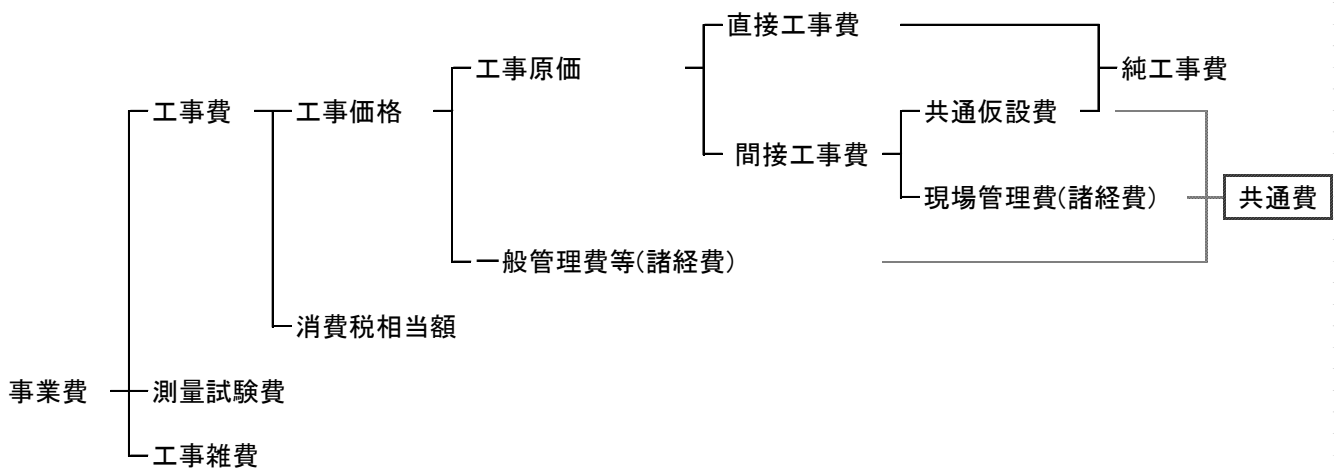 直接工事費
工事原価
純工事費
工事費
工事価格
共通仮設費
間接工事費
現場管理費(諸経費)
共通費
一般管理費等(諸経費)
消費税相当額
事業費
測量試験費
工事雑費